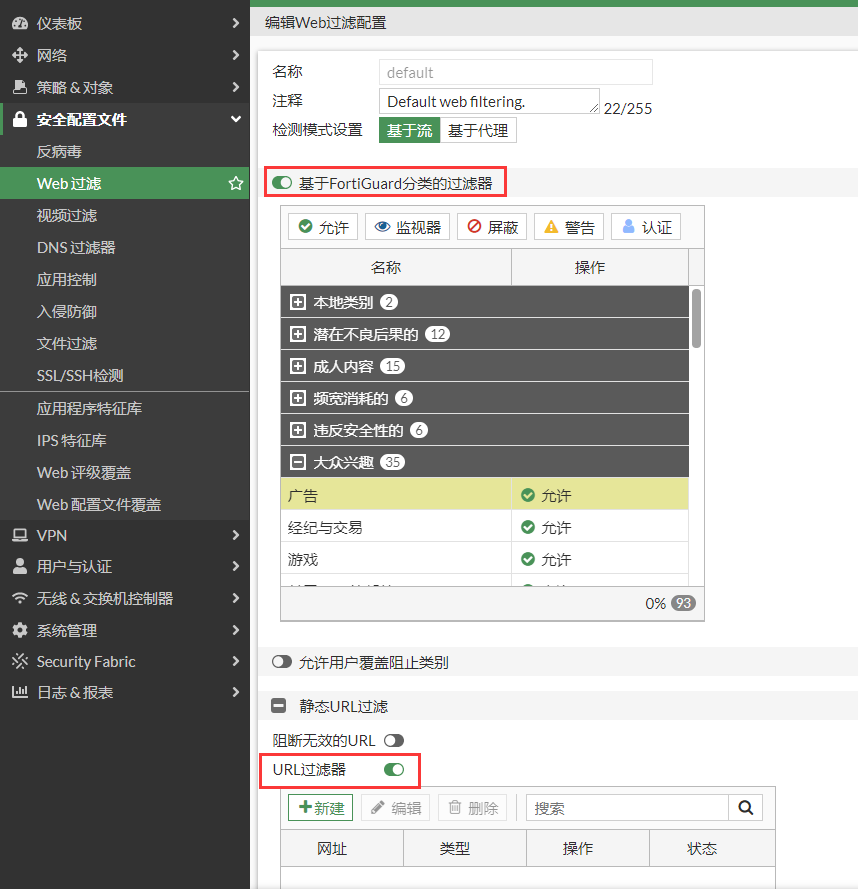 仪表板
网络
策略 & 对象
安全配置文件
反病毒
Web 过滤
视频过滤
DNS 过滤器
应用控制
入侵防御
文件过滤
SSL/SSH检测
应用程序特征库
IPS 特征库
Web 评级覆盖
Web 配置文件覆盖
VPN
用户与认证
无线 & 交换机控制器
系统管理
Security Fabric
日志 & 报表
编辑Web过滤配置
名称 default
注释 Default web filtering. 22/255
检测模式设置 基于流 基于代理
基于FortiGuard分类的过滤器
允许 监视器 屏蔽 警告 认证
名称 操作
本地类别 2
潜在不良后果的 12
成人内容 15
频宽消耗的 6
违反安全性的 6
大众兴趣 35
广告 允许
经纪与交易 允许
游戏 允许
0% 93
允许用户覆盖阻止类别
静态URL过滤
阻断无效的URL
URL过滤器
新建 编辑 删除 搜索
网址 类型 操作 状态